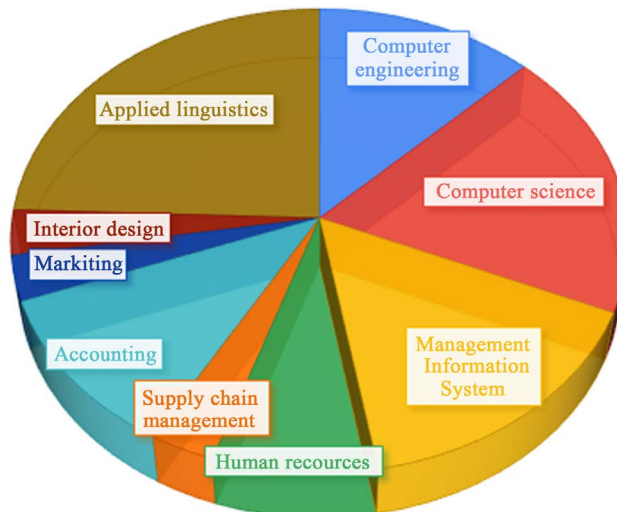 Computer
engineering
Applied linguistics
Computer science
Interior design
Markiting
Accounting
Management
Information
System
Supply chain
management
Human recources